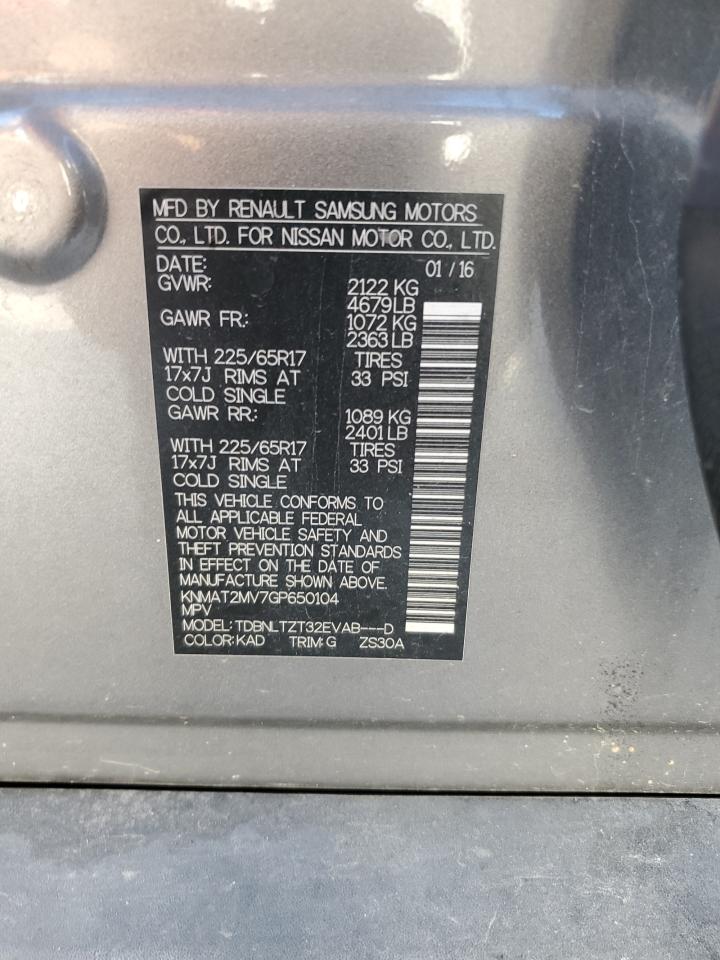 MFD BY RENAULT SAMSUNG MOTORS
CO., LTD. FOR NISSAN MOTOR CO., LTD.
DATE: 01 / 16
GVWR: 2122 KG
4679 LB
GAWR FR.: 1072 KG
2363 LB
WITH 225/65R17 TIRES
17x7J RIMS AT 33 PSI
COLD SINGLE
GAWR RR.: 1089 KG
2401 LB
WITH 225/65R17 TIRES
17x7J RIMS AT 33 PSI
COLD SINGLE
THIS VEHICLE CONFORMS TO
ALL APPLICABLE FEDERAL
MOTOR VEHICLE SAFETY AND
THEFT PREVENTION STANDARDS
IN EFFECT ON THE DATE OF
MANUFACTURE SHOWN ABOVE.
KNMAT2MV7GP650104
MPV
MODEL: TDBNLTZT32EVAB---D
COLOR: KAD TRIM: G ZS30A